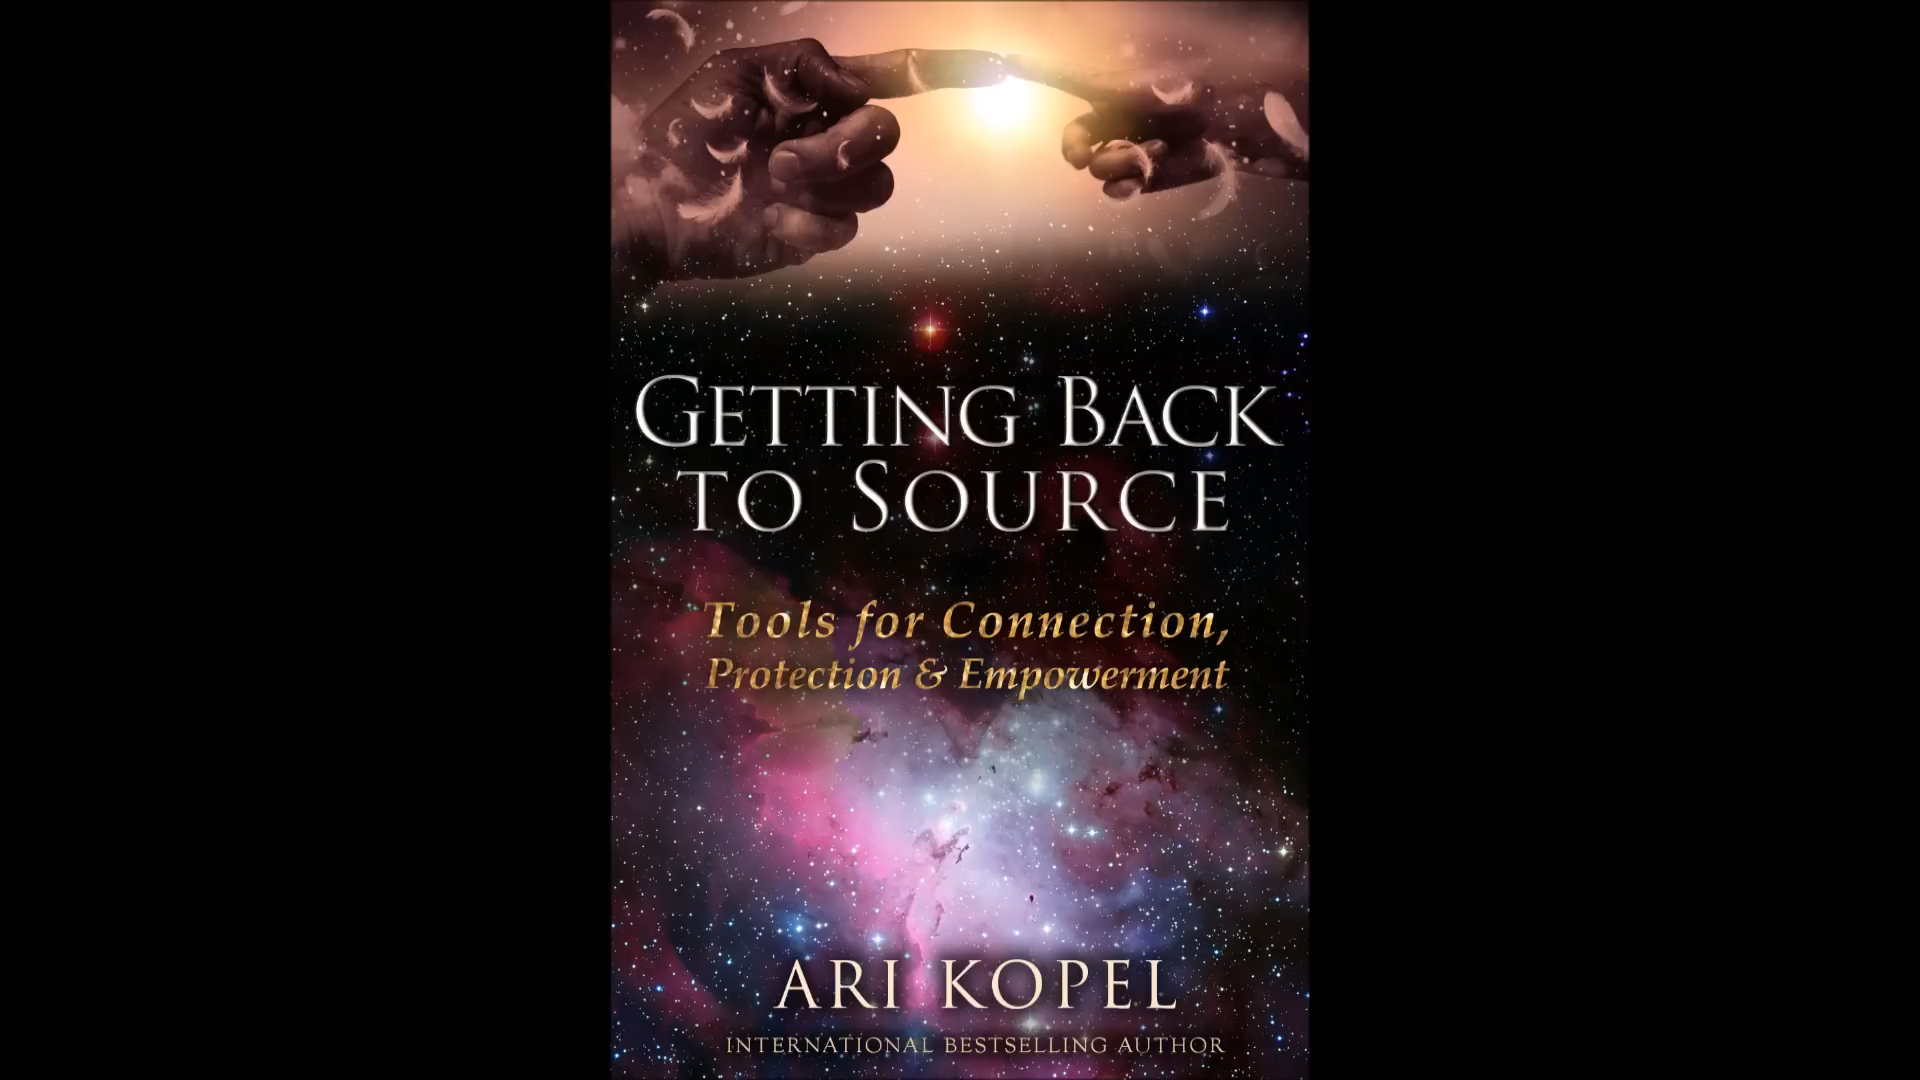 GETTING BACK
TO SOURCE
Tools for Connection,
Protection & Empowerment
ARI KOPEL
INTERNATIONAL BESTSELLING AUTHOR